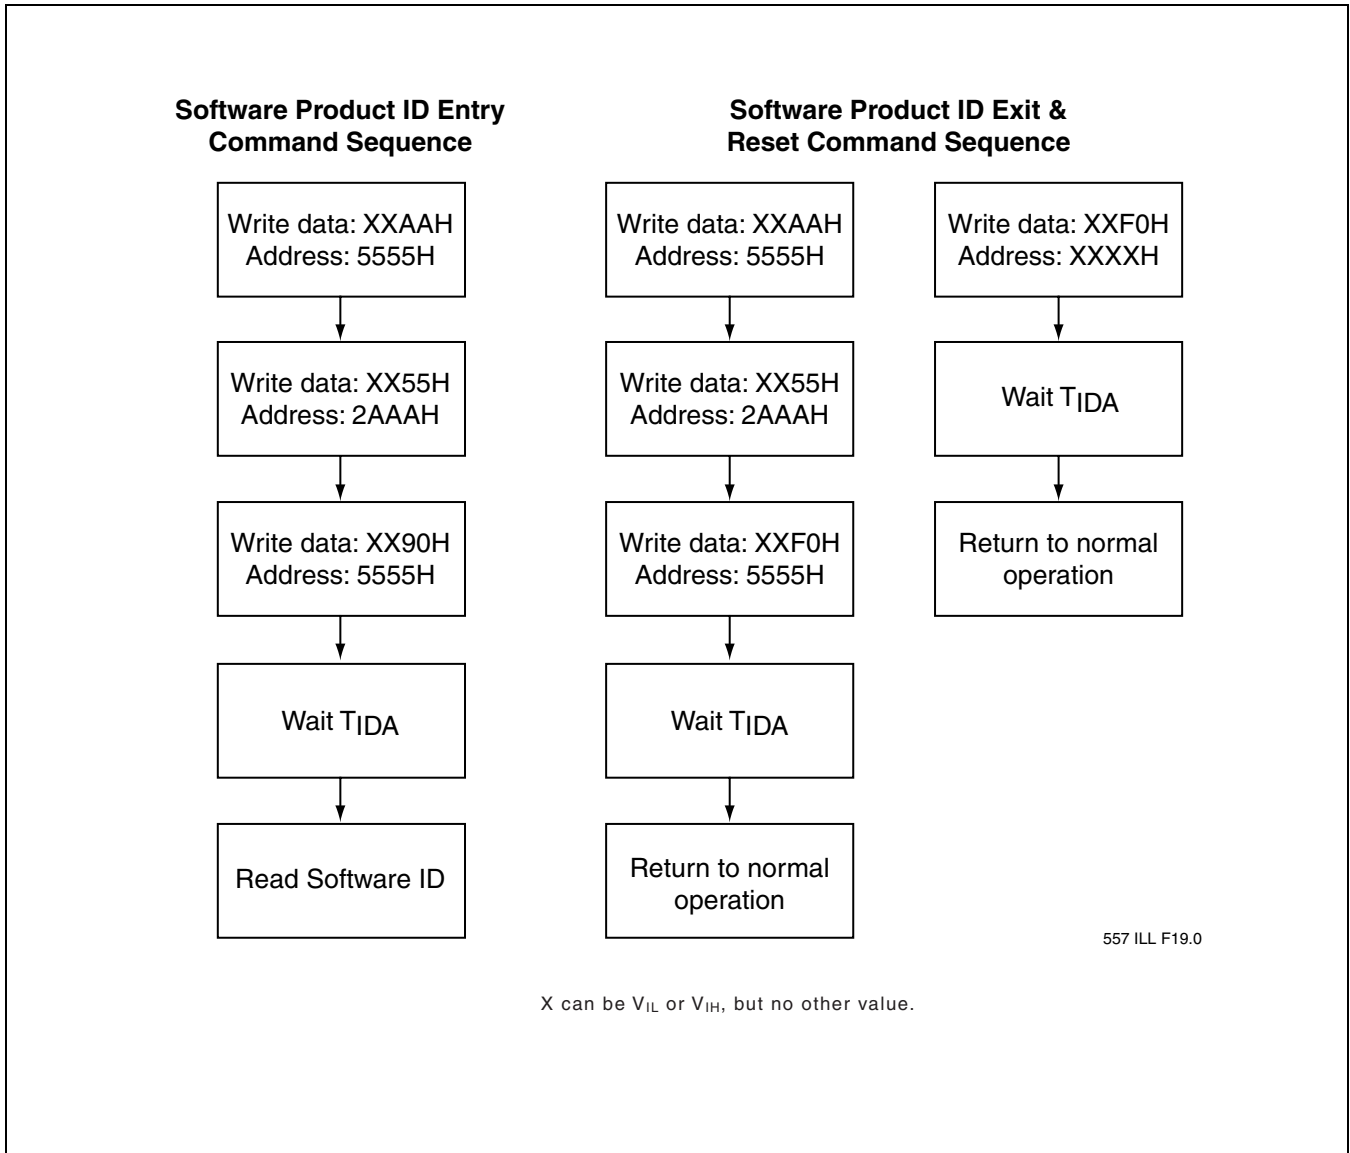 Software Product ID Entry
Command Sequence
Write data: XXAAH
Address: 5555H
Write data: XX55H
Address: 2AAAH
Write data: XX90H
Address: 5555H
Wait TIDA
Read Software ID
Software Product ID Exit &
Reset Command Sequence
Write data: XXAAH
Address: 5555H
Write data: XX55H
Address: 2AAAH
Write data: XXF0H
Address: 5555H
Wait TIDA
Return to normal
operation
Write data: XXF0H
Address: XXXXH
Wait TIDA
Return to normal
operation
557 ILL F19.0
X can be VIL or VIH, but no other value.